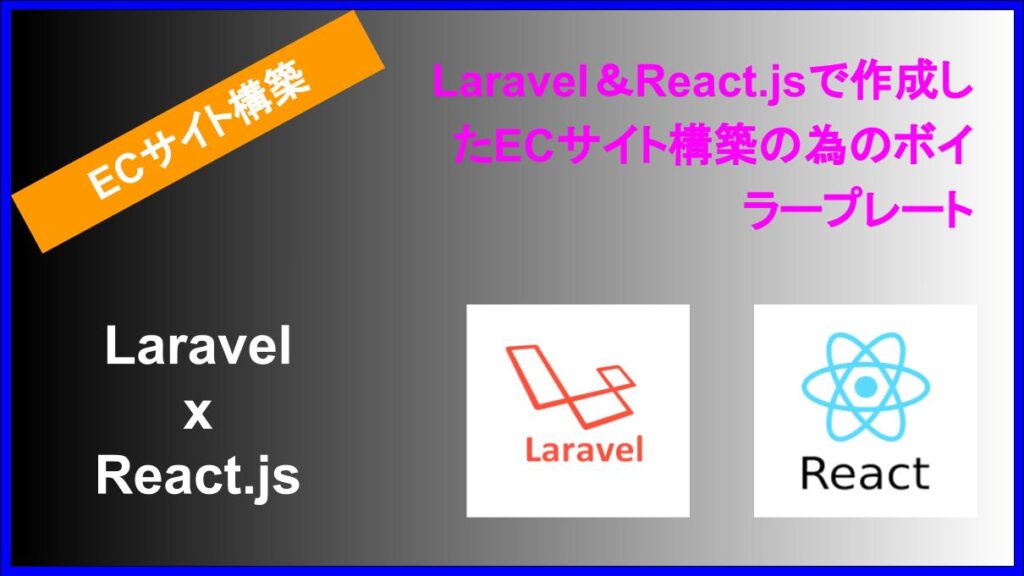 ECサイト構築
Laravel&React.jsで作成し
たECサイト構築の為のボイ
ラープレート
Laravel
x
React.js
Laravel
React